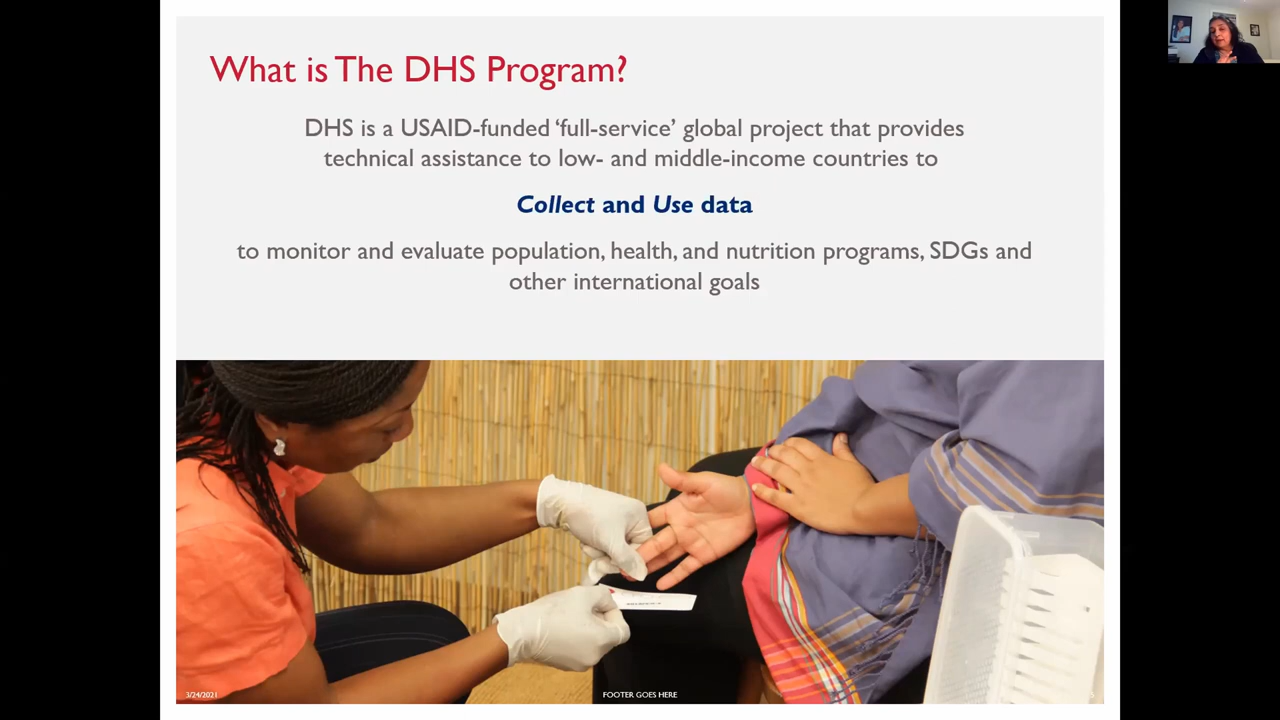 What is The DHS Program?
DHS is a USAID-funded ‘full-service’ global project that provides
technical assistance to low- and middle-income countries to
Collect and Use data
to monitor and evaluate population, health, and nutrition programs, SDGs and
other international goals
3/24/2021
FOOTER GOES HERE